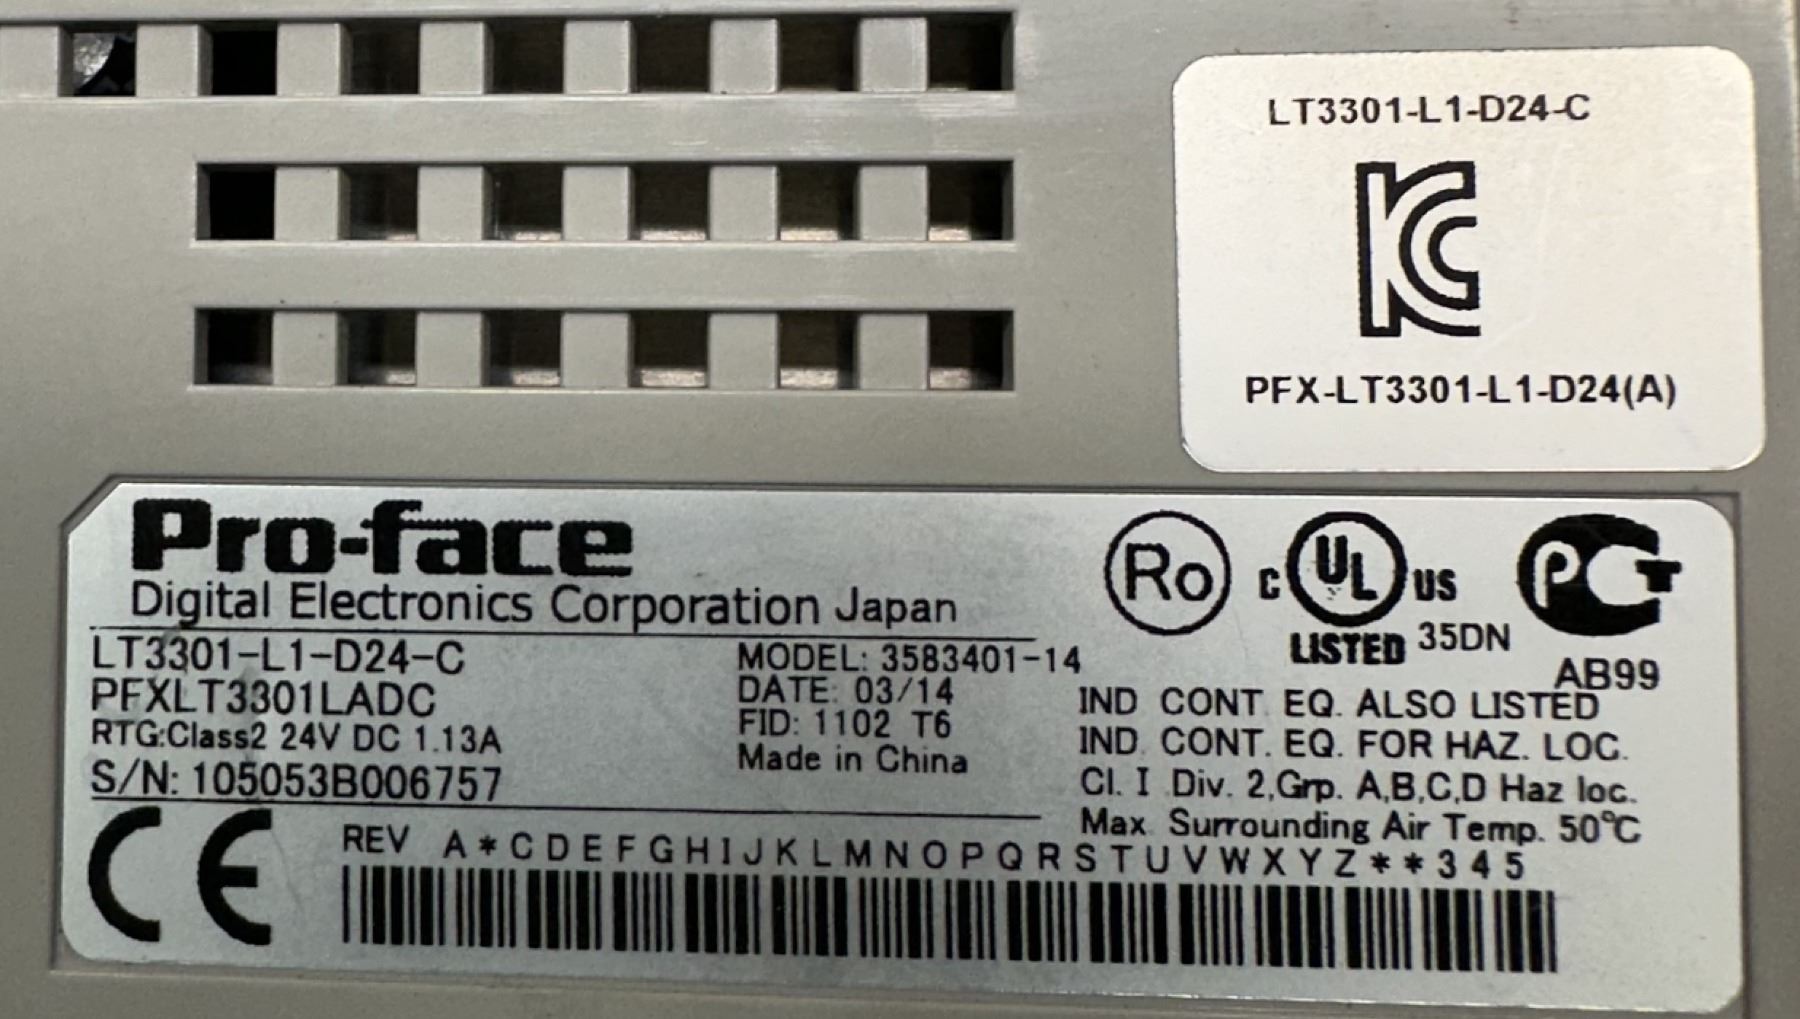 LT3301-L1-D24-C
KC
PFX-LT3301-L1-D24(A)
Pro-face
Digital Electronics Corporation Japan
LT3301-L1-D24-C
PFXLT3301LADC
RTG:Class2 24V DC 1.13A
S/N: 105053B006757
MODEL: 3583401-14
DATE: 03/14
FID: 1102 T6
Made in China
Ro
C UL US
LISTED 35DN
PCT
AB99
IND CONT EQ. ALSO LISTED
IND. CONT. EQ. FOR HAZ. LOC.
Cl. I Div. 2,Grp. A,B,C,D Haz loc.
Max. Surrounding Air Temp. 50℃
CE
REV A*CDEFGHIJKLMNOPQRSTUVWXYZ**345